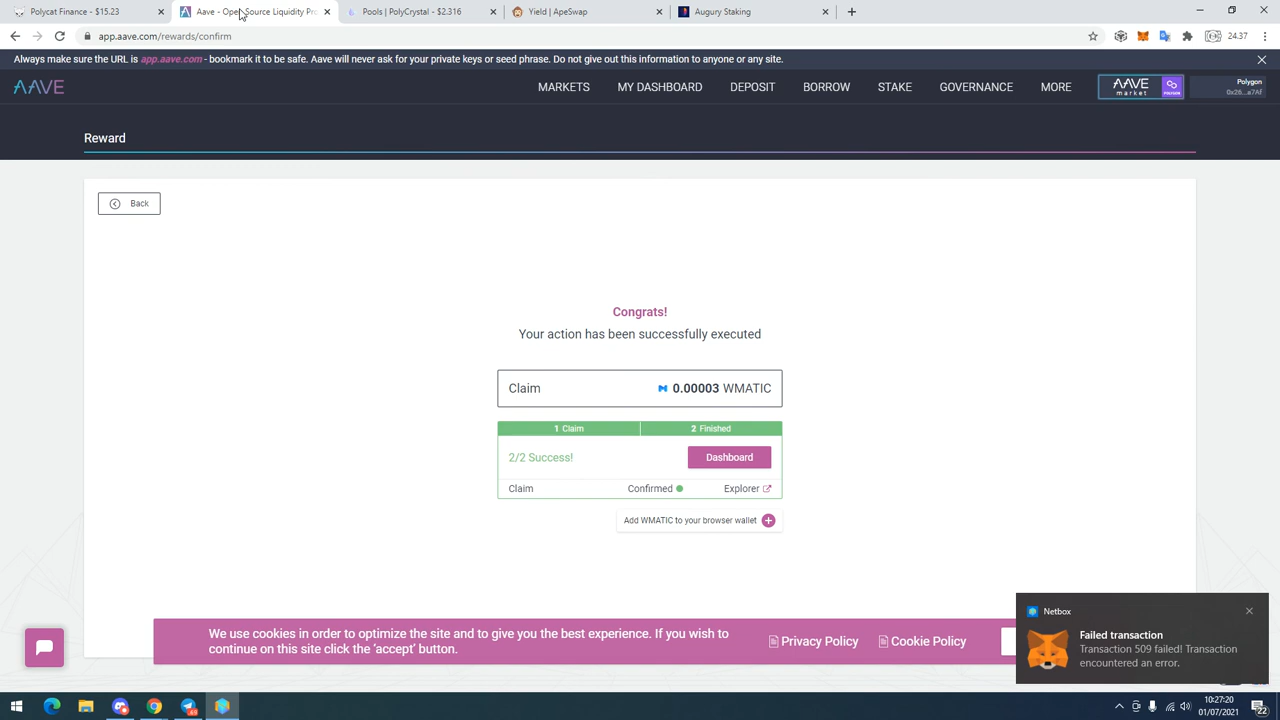 Polycat Finance - $15.23
Aave - Open Source Liquidity Pro
Pools | PolyCrystal - $2.316
Yield | ApeSwap
Augury Staking
app.aave.com/rewards/confirm
24.37
Always make sure the URL is app.aave.com - bookmark it to be safe. Aave will never ask for your private keys or seed phrase. Do not give out this information to anyone or any site.
AAVE
MARKETS
MY DASHBOARD
DEPOSIT
BORROW
STAKE
GOVERNANCE
MORE
AAVE
market
POLYGON
Polygon
0x26...a7Af
Reward
Back
Congrats!
Your action has been successfully executed
Claim
0.00003 WMATIC
1 Claim
2 Finished
2/2 Success!
Dashboard
Claim
Confirmed
Explorer
Add WMATIC to your browser wallet
We use cookies in order to optimize the site and to give you the best experience. If you wish to
continue on this site click the 'accept' button.
Privacy Policy
Cookie Policy
Netbox
Failed transaction
Transaction 509 failed! Transaction
encountered an error.
10:27:20
01/07/2021
22